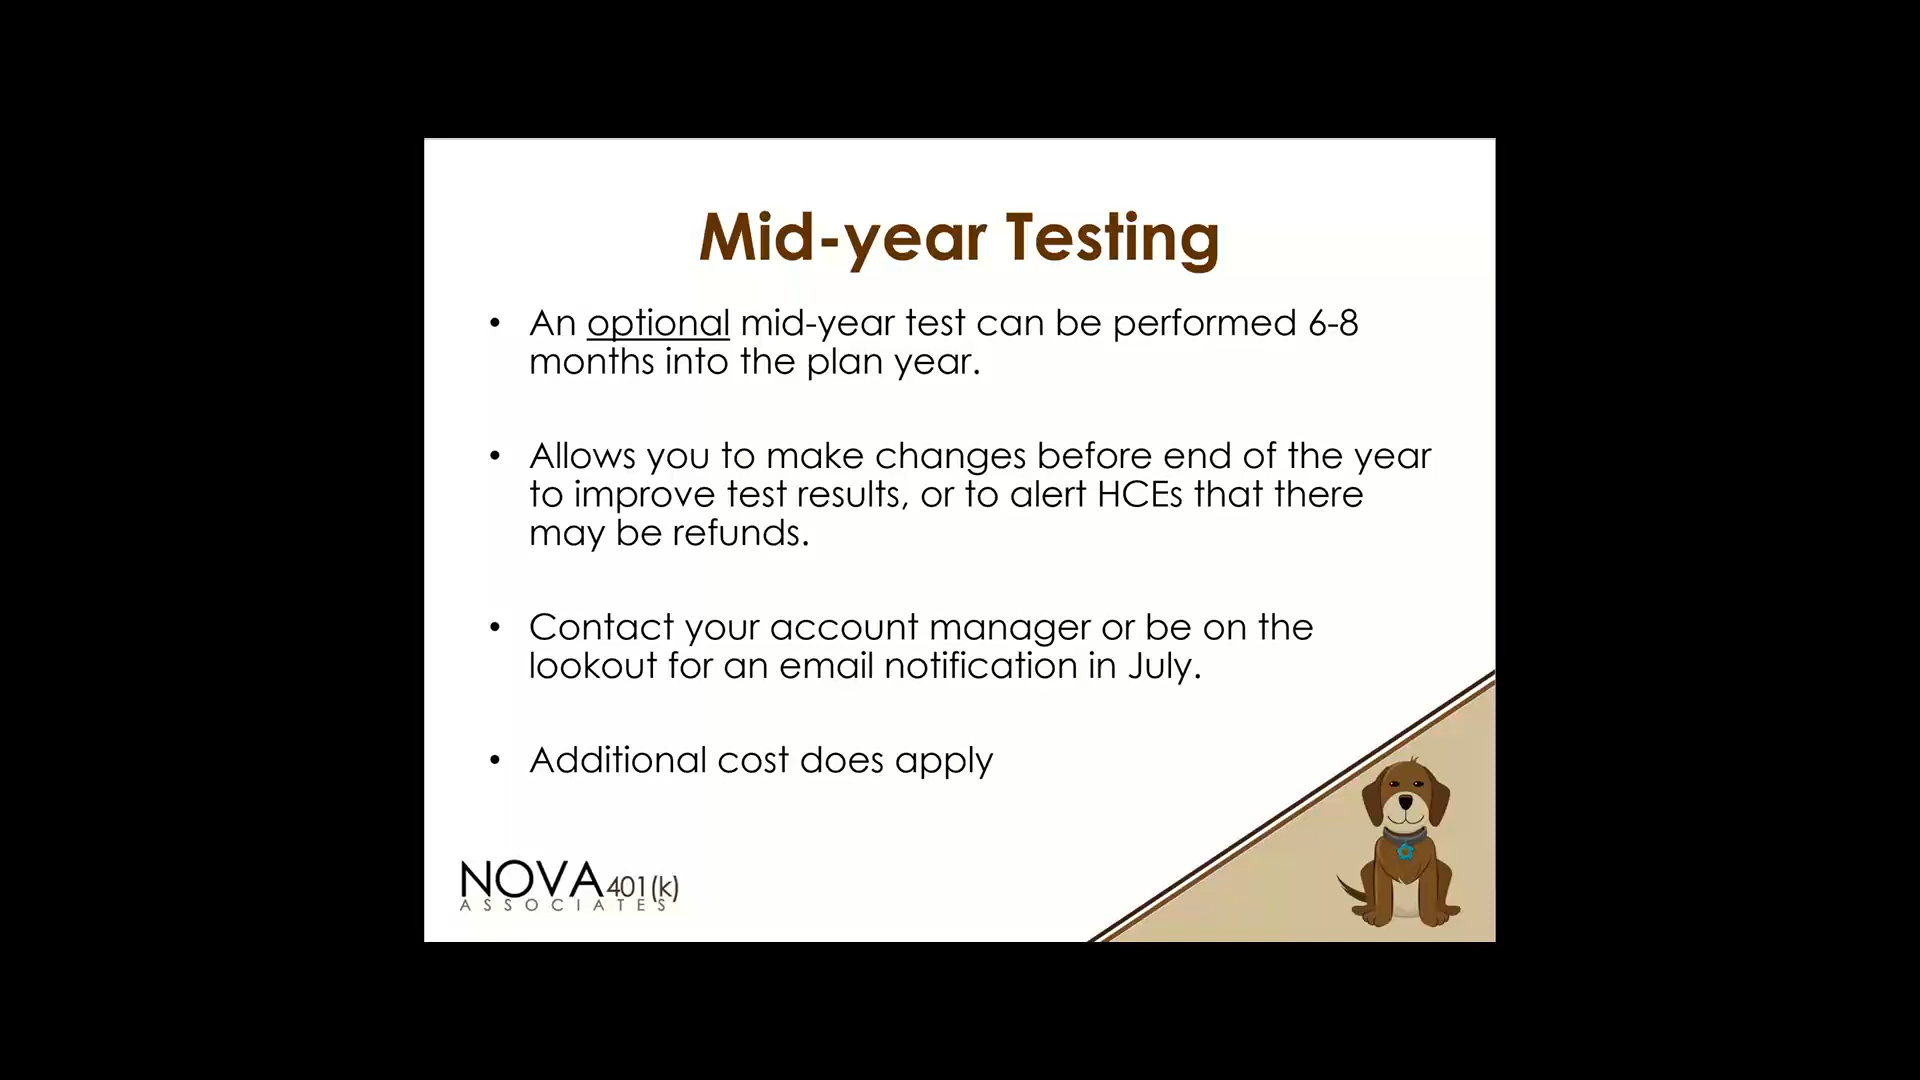 Mid-year Testing
• An optional mid-year test can be performed 6-8
months into the plan year.
• Allows you to make changes before end of the year
to improve test results, or to alert HCEs that there
may be refunds.
• Contact your account manager or be on the
lookout for an email notification in July.
• Additional cost does apply
NOVA 401(k)
ASSOCIATES